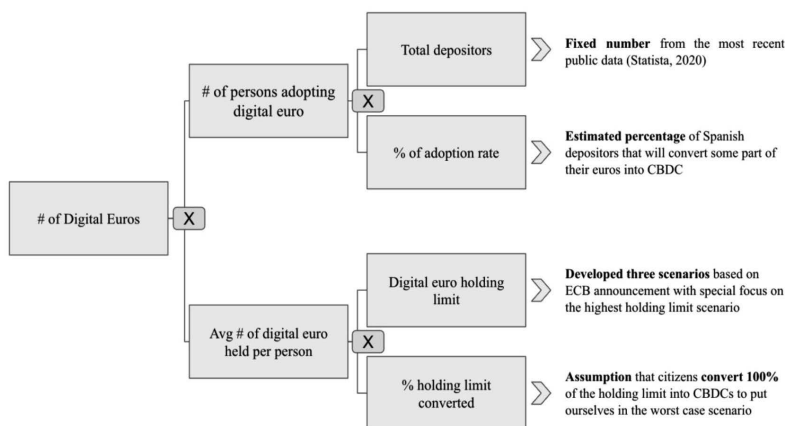 Total depositors
Fixed number from the most recent
public data (Statista, 2020)
# of persons adopting
digital euro
X
% of adoption rate
Estimated percentage of Spanish
depositors that will convert some part of
their euros into CBDC
# of Digital Euros
X
Digital euro holding
limit
Developed three scenarios based on
ECB announcement with special focus on
the highest holding limit scenario
Avg # of digital euro
held per person
X
% holding limit
converted
Assumption that citizens convert 100%
of the holding limit into CBDCs to put
ourselves in the worst case scenario